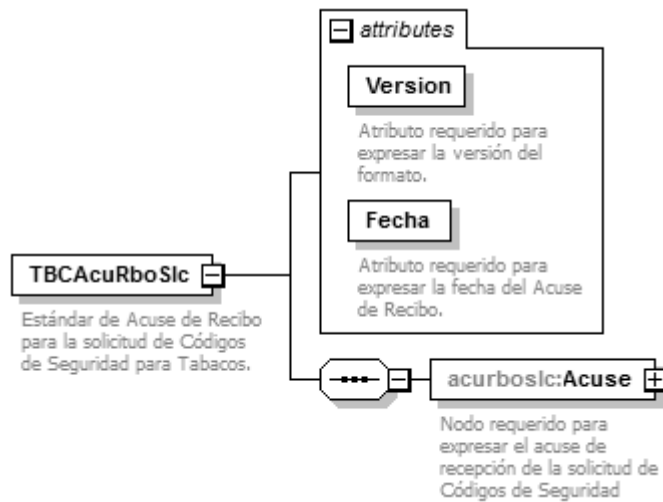 attributes
Version
Atributo requerido para
expresar la versión del
formato.
Fecha
Atributo requerido para
expresar la fecha del Acuse
de Recibo.
TBCAcuRboSlc
Estándar de Acuse de Recibo
para la solicitud de Códigos
de Seguridad para Tabacos.
acurboslc:Acuse
Nodo requerido para
expresar el acuse de
recepción de la solicitud de
Códigos de Seguridad